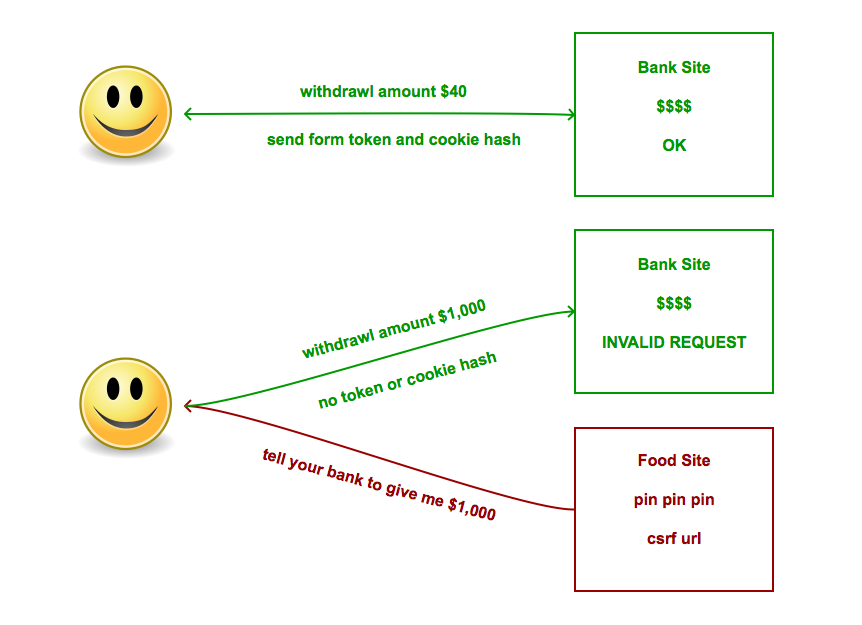 withdrawl amount $40
send form token and cookie hash
Bank Site
$$$$
OK
withdrawl amount $1,000
no token or cookie hash
Bank Site
$$$$
INVALID REQUEST
tell your bank to give me $1,000
Food Site
pin pin pin
csrf url